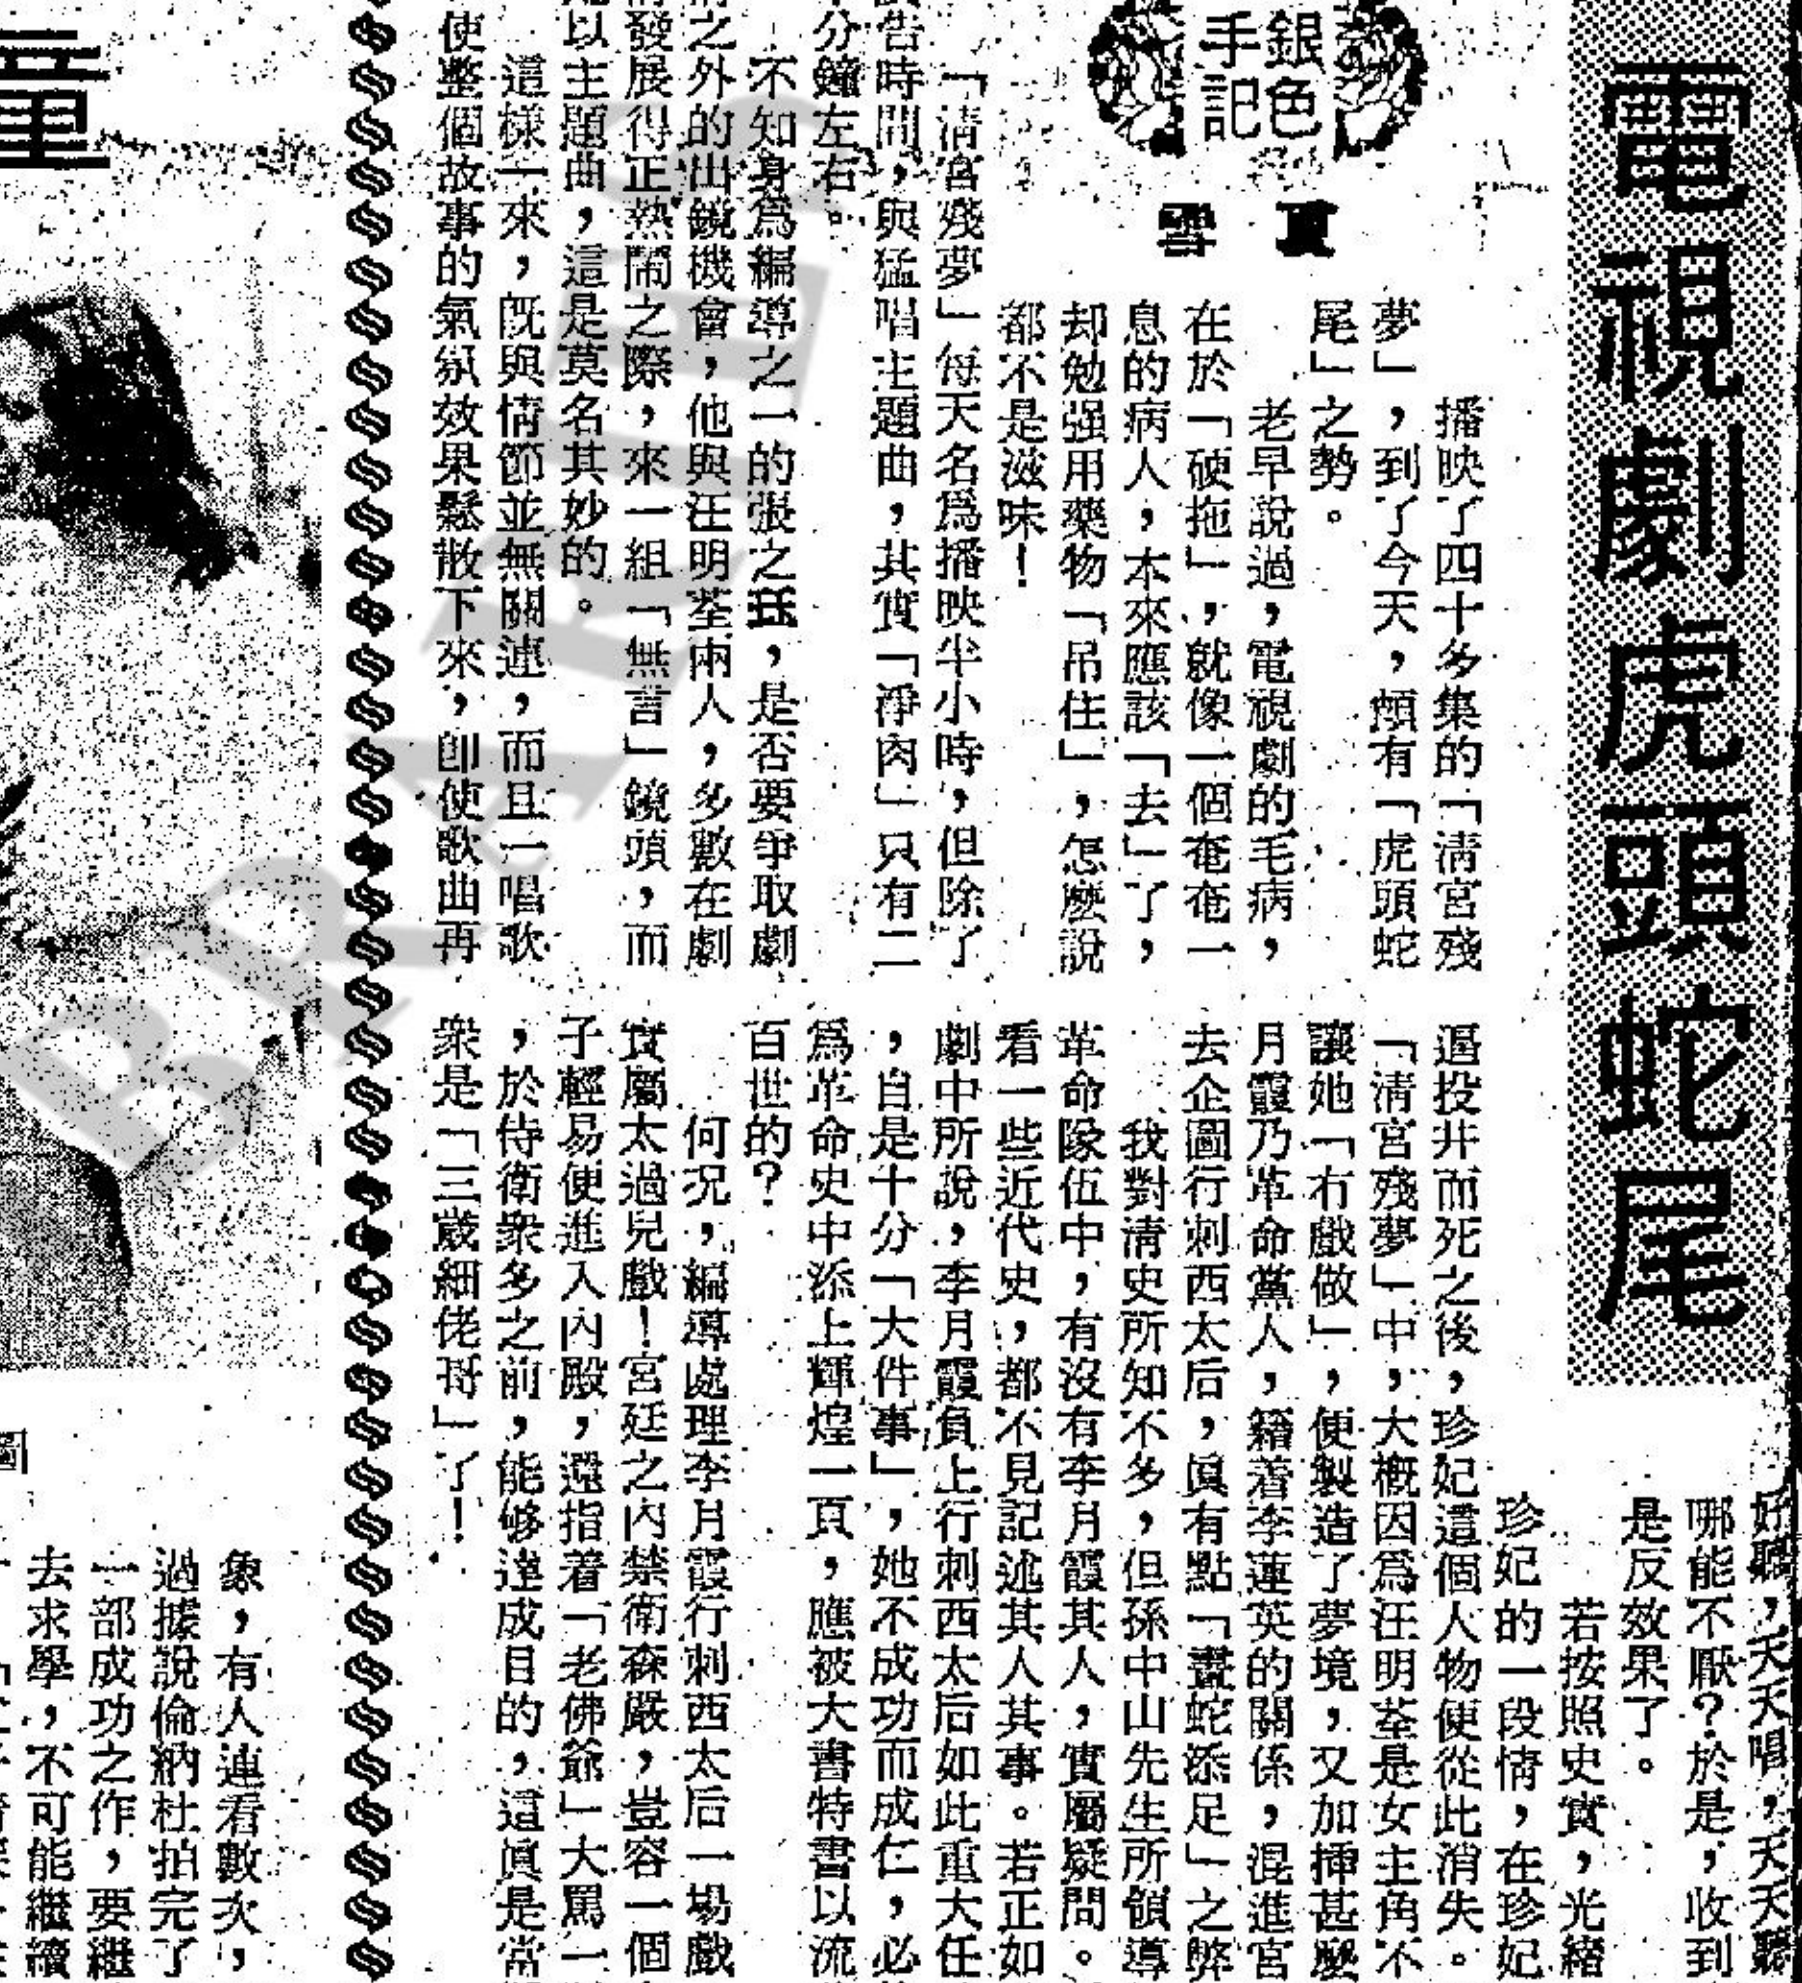 電視劇虎頭蛇尾
銀色
手記
夏雪
播映了四十多集的「清宮殘
夢」，到了今天，頗有「虎頭蛇
尾」之勢。
老早說過，電視劇的毛病，
在於「硬拖」，就像一個奄奄一
息的病人，本來應該「去」了，
却勉强用藥物「吊住」，怎麽說
都不是滋味！
「清宮殘夢」每天名爲播映半小時，但除了
告時間，與猛唱主題曲，其實「淨肉」只有二
分鐘左右。
不知身爲編導之一的張之珏，是否要爭取劇
之外的出鏡機會，他與汪明荃兩人，多數在劇
發展得正熱鬧之際，來一組「無言」鏡頭，而
以主題曲，這是莫名其妙的。
這樣一來，旣與情節並無關連，而且一唱歌
使整個故事的氣氛效果鬆散下來，卽使歌曲再
好聽，天天唱，天天聽
哪能不厭？於是，收到
是反效果了。
若按照史實，光緒
珍妃的一段情，在珍妃
逼投井而死之後，珍妃這個人物便從此消失。
「清宮殘夢」中，大概因爲汪明荃是女主角不
讓她「冇戲做」，便製造了夢境，又加揷甚麽
月霞乃革命黨人，籍着李蓮英的關係，混進宮
去企圖行刺西太后，眞有點「畫蛇添足」之弊
我對清史所知不多，但孫中山先生所領導
革命隊伍中，有沒有李月霞其人，實屬疑問。
看一些近代史，都不見記述其人其事。若正如
劇中所說，李月霞負上行刺西太后如此重大任
，自是十分「大件事」，她不成功而成仁，必
爲革命史中添上輝煌一頁，應被大書特書以流
百世的？
何況，編導處理李月霞行刺西太后一場戲
實屬太過兒戲！宮廷之內禁衛森嚴，豈容一個
子輕易便進入內殿，還指着「老佛爺」大罵一
，於侍衛衆多之前，能够達成目的，這眞是當
衆是「三歲細佬哥」了！
童
圖
象，有人連看數次，
過據說倫納杜拍完了
一部成功之作，要繼
去求學，不可能繼續